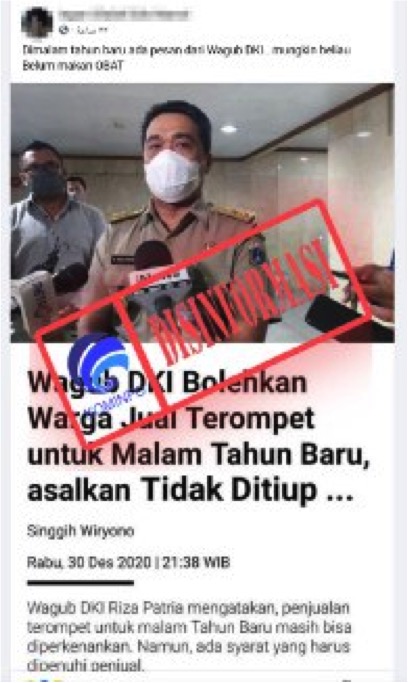 Dimalam tahun baru ada pesan dari Wagub DKI.. mungkin beliau
Belum makan OBAT
KOMINFO
DISINFORMASI
Wagub DKI Bolehkan
Warga Jual Terompet
untuk Malam Tahun Baru,
asalkan Tidak Ditiup ...
Singgih Wiryono
Rabu, 30 Des 2020 | 21:38 WIB
Wagub DKI Riza Patria mengatakan, penjualan
terompet untuk malam Tahun Baru masih bisa
diperkenankan. Namun, ada syarat yang harus
dipenuhi penjual.